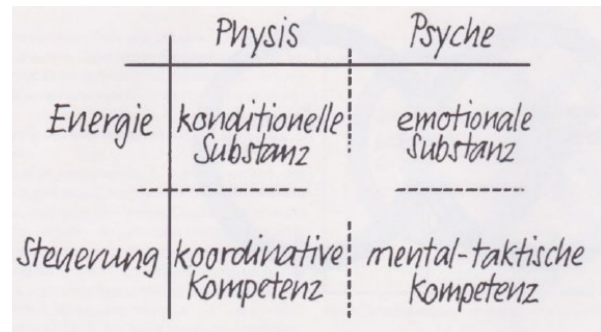 Physis Psyche
Energie konditionelle emotionale
Substanz Substanz
Steuerung koordinative mental-taktische
Kompetenz Kompetenz